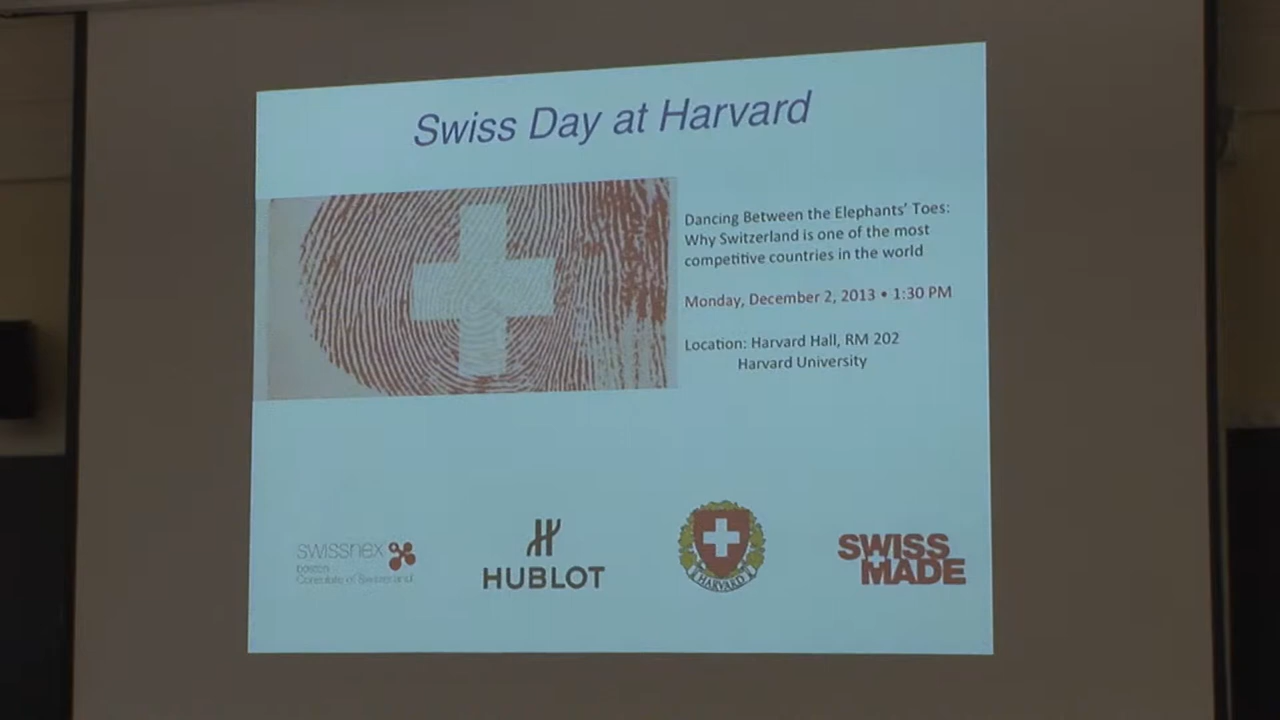 Swiss Day at Harvard
Dancing Between the Elephants' Toes:
Why Switzerland is one of the most
competitive countries in the world
Monday, December 2, 2013 • 1:30 PM
Location: Harvard Hall, RM 202
Harvard University
swissnex
boston
Consulate of Switzerland
HUBLOT
HARVARD
SWISS
MADE